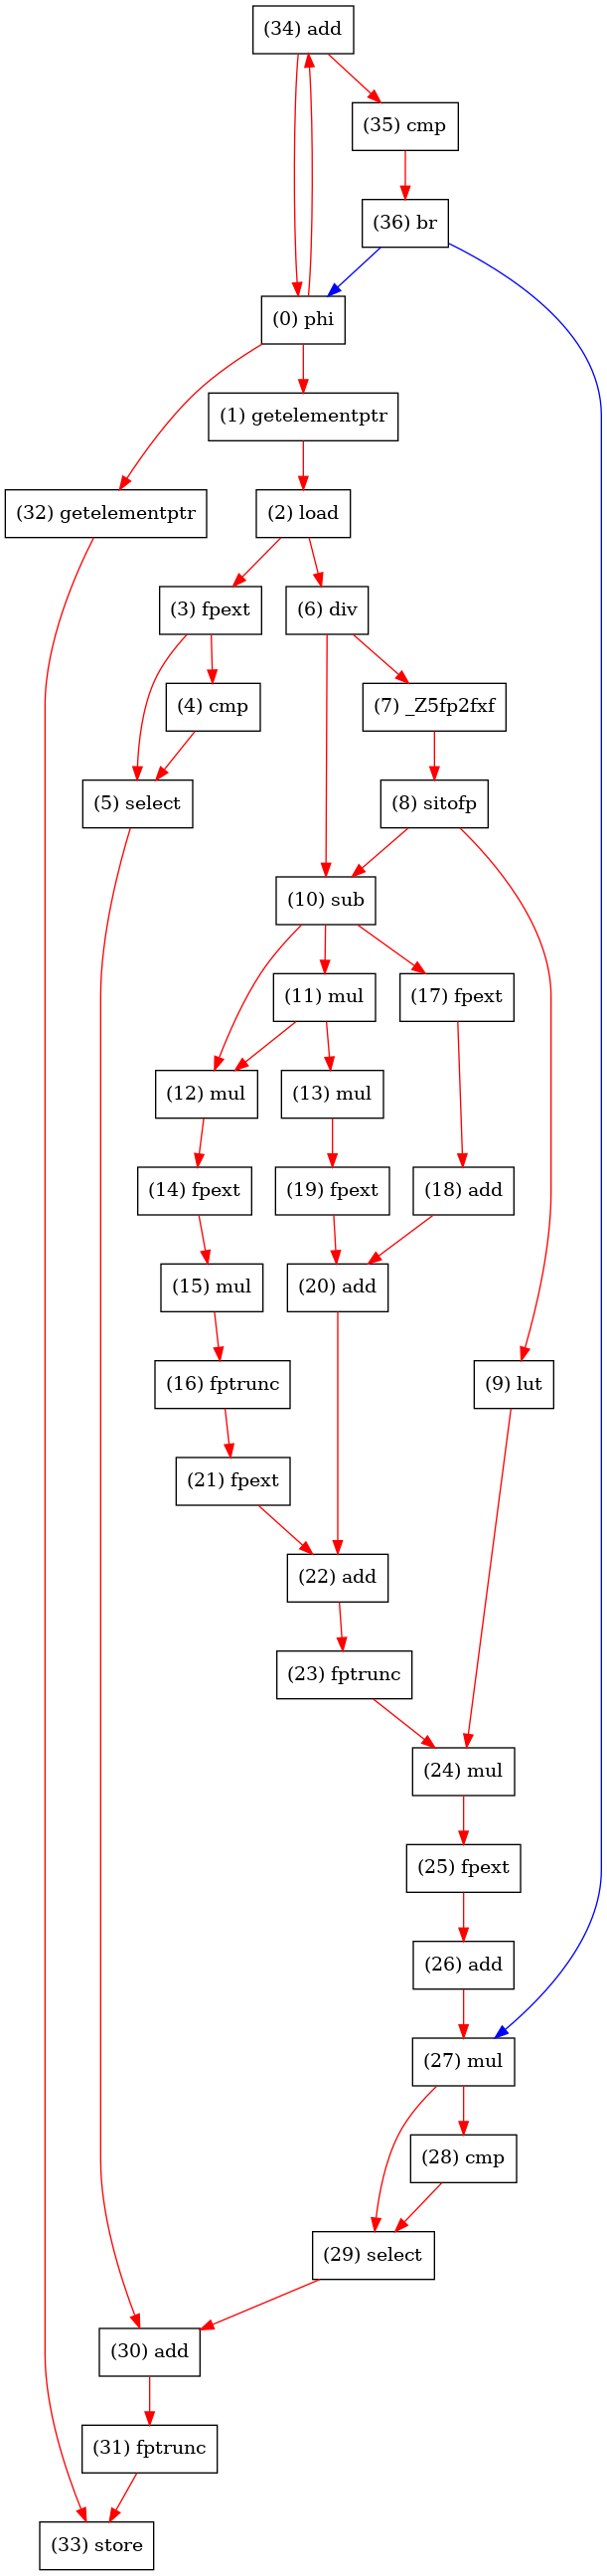 (34) add
(35) cmp
(36) br
(0) phi
(1) getelementptr
(32) getelementptr
(2) load
(3) fpext
(6) div
(4) cmp
(7) _Z5fp2fxf
(5) select
(8) sitofp
(10) sub
(11) mul
(17) fpext
(12) mul
(13) mul
(14) fpext
(19) fpext
(18) add
(15) mul
(20) add
(16) fptrunc
(9) lut
(21) fpext
(22) add
(23) fptrunc
(24) mul
(25) fpext
(26) add
(27) mul
(28) cmp
(29) select
(30) add
(31) fptrunc
(33) store